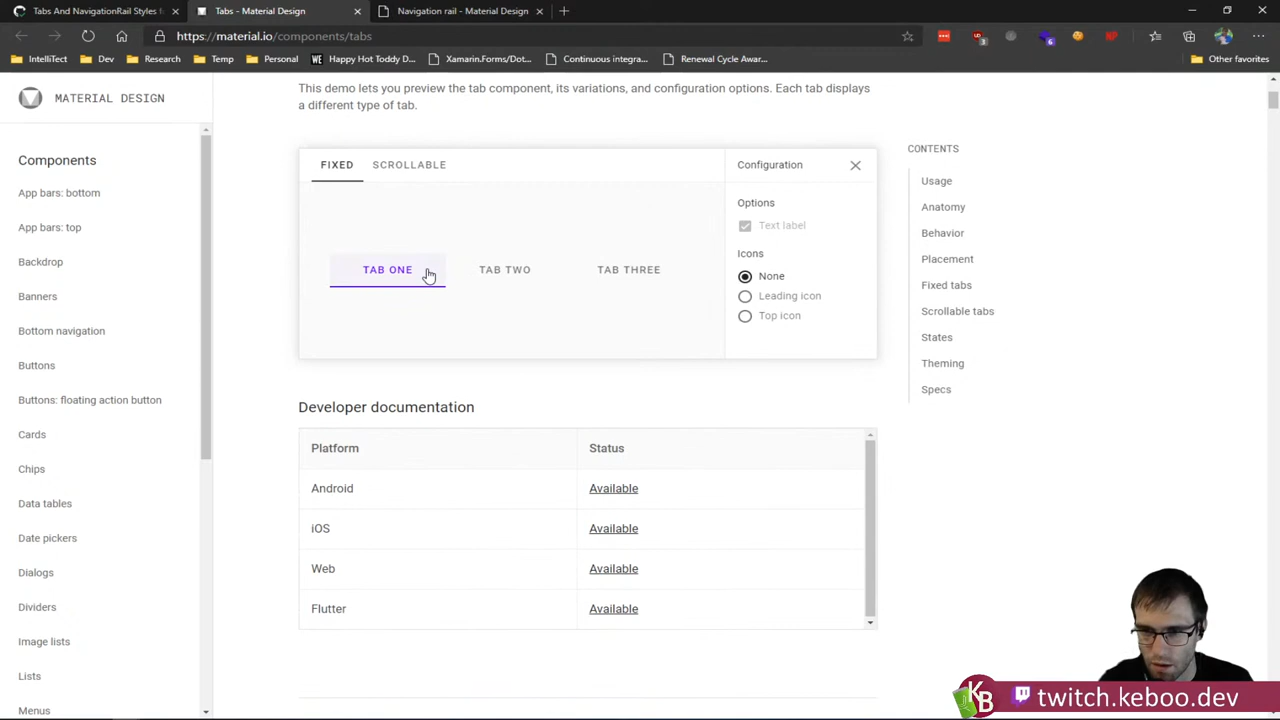 Tabs And NavigationRail Styles f
Tabs - Material Design
Navigation rail - Material Design
https://material.io/components/tabs
IntelliTect
Dev
Research
Temp
Personal
WE Happy Hot Toddy D...
Xamarin.Forms/Dot...
Continuous integra...
Renewal Cycle Awa...
Other favorites
MATERIAL DESIGN
Components
App bars: bottom
App bars: top
Backdrop
Banners
Bottom navigation
Buttons
Buttons: floating action button
Cards
Chips
Data tables
Date pickers
Dialogs
Dividers
Image lists
Lists
Menus
This demo lets you preview the tab component, its variations, and configuration options. Each tab displays
a different type of tab.
FIXED
SCROLLABLE
TAB ONE
TAB TWO
TAB THREE
Configuration
Options
Text label
Icons
None
Leading icon
Top icon
Developer documentation
Platform Status
Android Available
iOS Available
Web Available
Flutter Available
CONTENTS
Usage
Anatomy
Behavior
Placement
Fixed tabs
Scrollable tabs
States
Theming
Specs
KB
twitch.keboo.dev